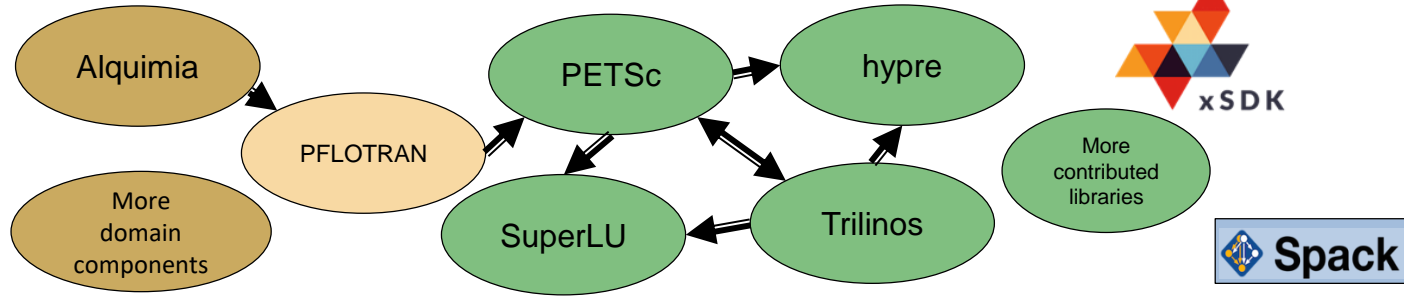 Alquimia
PFLOTRAN
More
domain
components
PETSc
hypre
SuperLU
Trilinos
xSDK
More
contributed
libraries
Spack